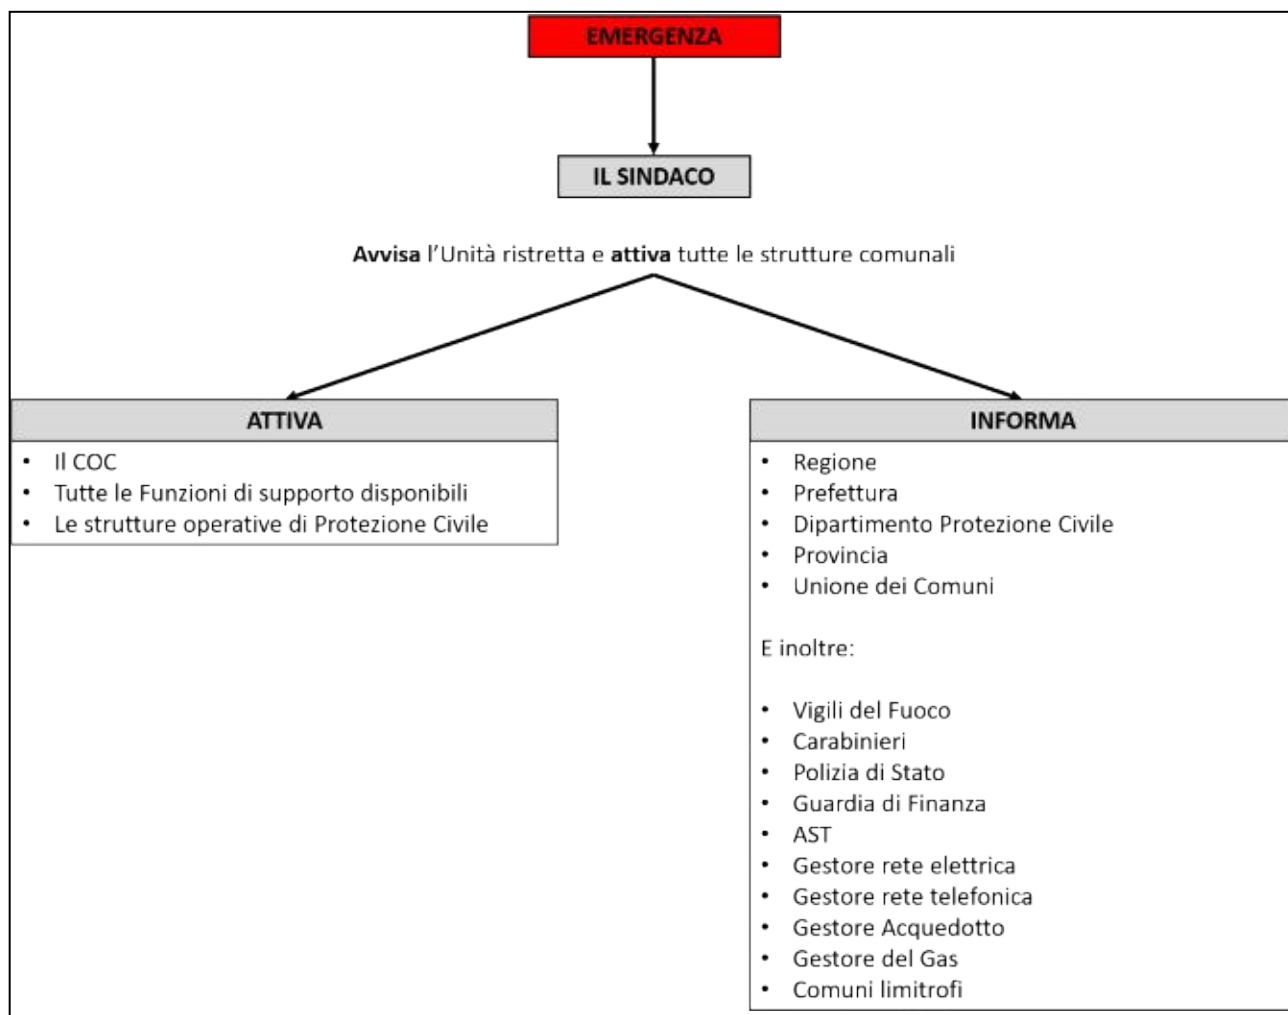 EMERGENZA
IL SINDACO
Avvisa l'Unità ristretta e attiva tutte le strutture comunali
ATTIVA
• Il COC
• Tutte le Funzioni di supporto disponibili
• Le strutture operative di Protezione Civile
INFORMA
• Regione
• Prefettura
• Dipartimento Protezione Civile
• Provincia
• Unione dei Comuni
E inoltre:
• Vigili del Fuoco
• Carabinieri
• Polizia di Stato
• Guardia di Finanza
• AST
• Gestore rete elettrica
• Gestore rete telefonica
• Gestore Acquedotto
• Gestore del Gas
• Comuni limitrofi